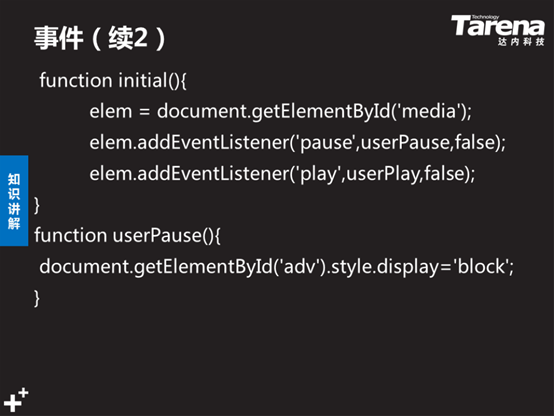 事件（续2）
Technology
Tarena
达内科技
function initial(){
elem = document.getElementById('media');
elem.addEventListener('pause',userPause,false);
elem.addEventListener('play',userPlay,false);
}
function userPause(){
document.getElementById('adv').style.display='block';
}
知识讲解